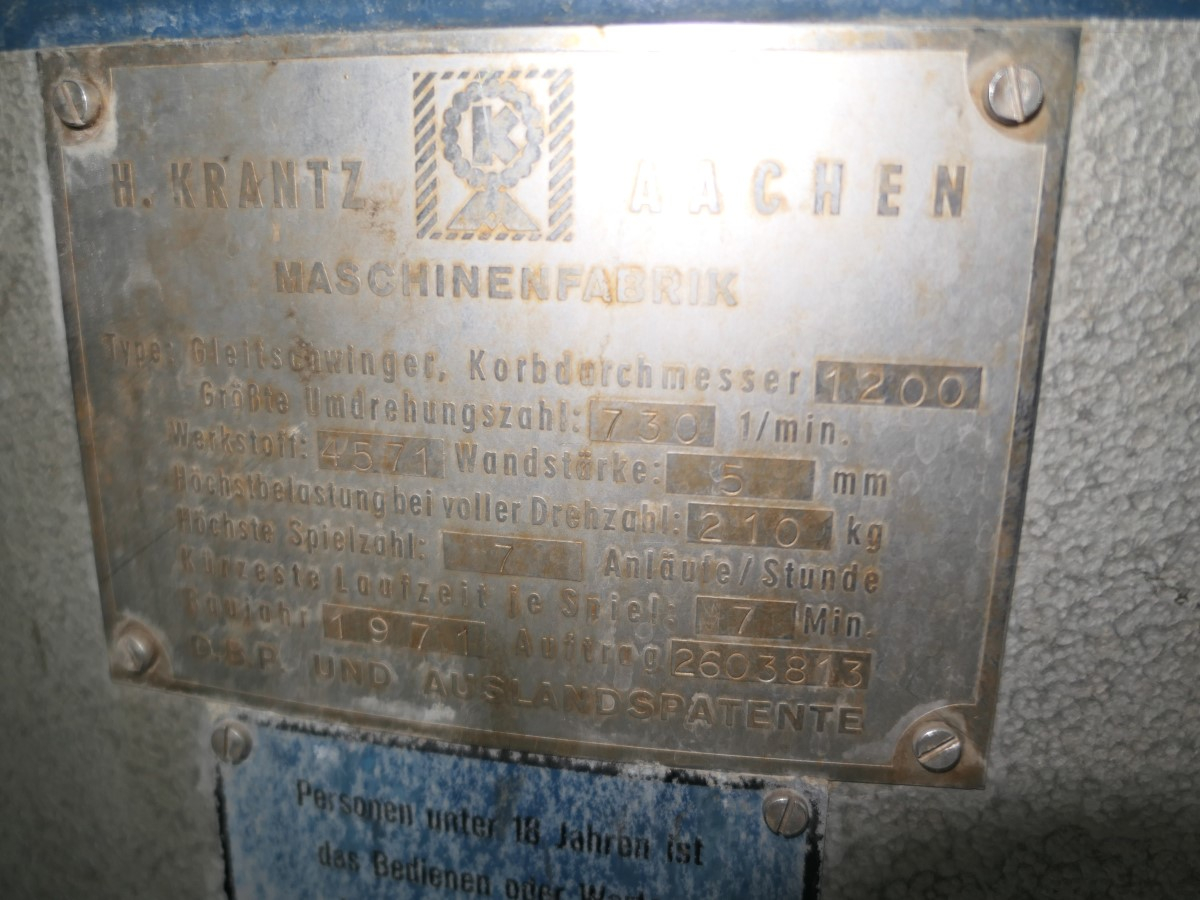 K
H. KRANTZ AACHEN
MASCHINENFABRIK
Type: Gleitschwinger, Korbdurchmesser 1200
Größte Umdrehungszahl: 730 1/min.
Werkstoff: 4571 Wandstärke: 5 mm
Höchstbelastung bei voller Drehzahl: 210 kg
Höchste Spielzahl: 7 Anläufe/Stunde
Kürzeste Laufzeit je Spiel: 7 Min.
Baujahr 1971 Auftrag 2603813
D.B.P. UND AUSLANDSPATENTE
Personen unter 18 Jahren ist
das Bedienen oder